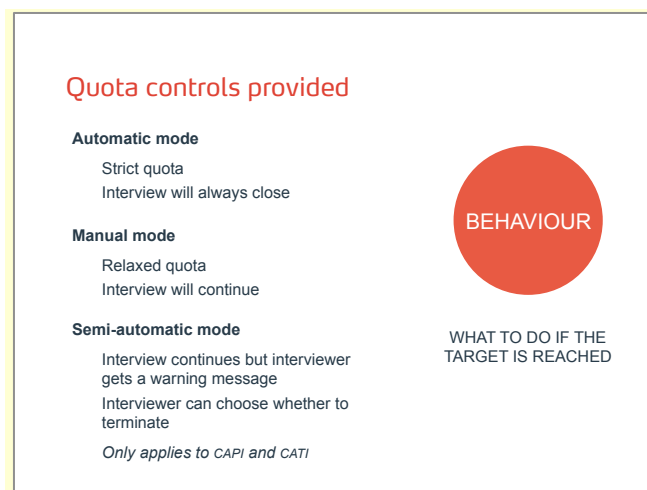 Quota controls provided
Automatic mode
Strict quota
Interview will always close
Manual mode
Relaxed quota
Interview will continue
Semi-automatic mode
Interview continues but interviewer
gets a warning message
Interviewer can choose whether to
terminate
Only applies to CAPI and CATI
BEHAVIOUR
WHAT TO DO IF THE
TARGET IS REACHED